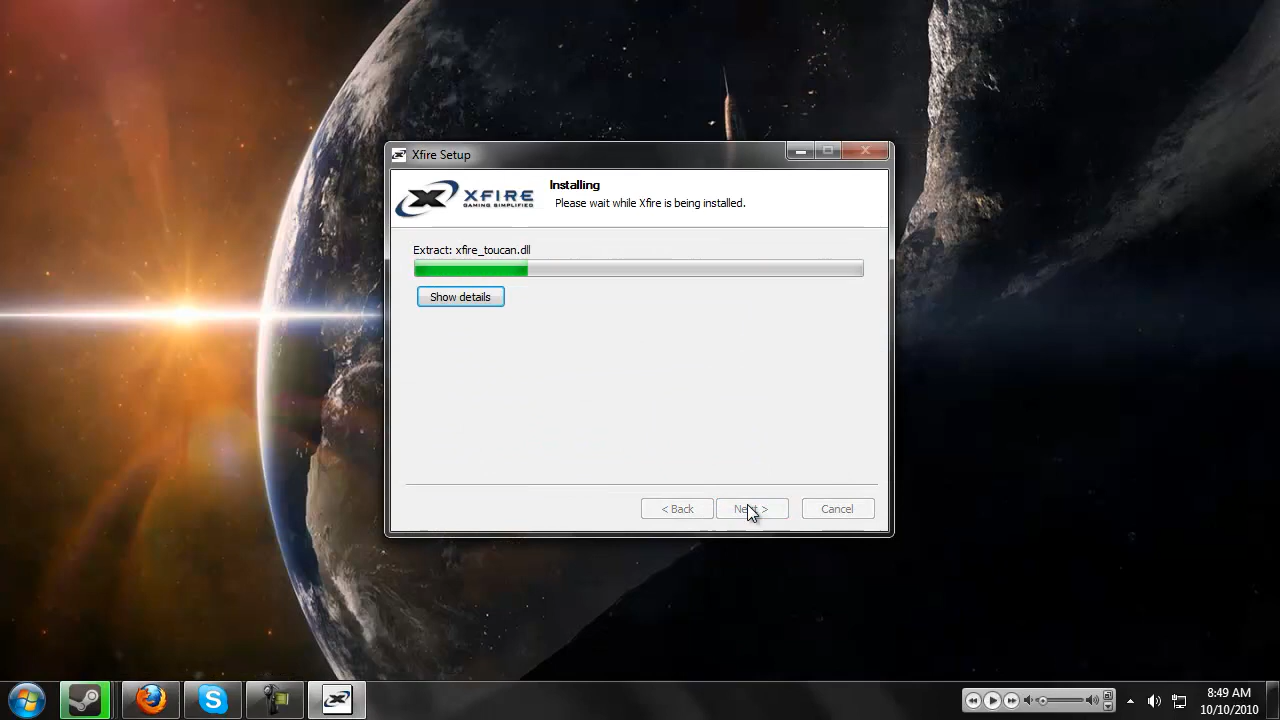 Xfire Setup
XFIRE
GAMING SIMPLIFIED
Installing
Please wait while Xfire is being installed.
Extract: xfire_toucan.dll
Show details
< Back
Next >
Cancel
8:49 AM
10/10/2010